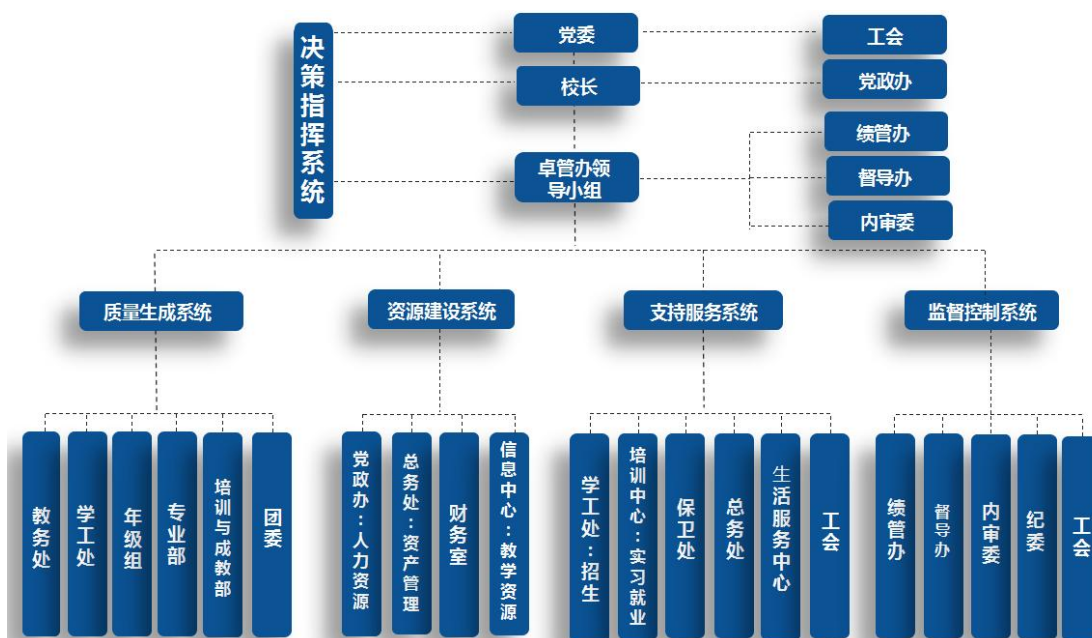 决策指挥系统
党委
工会
校长
党政办
绩管办
卓管办领
导小组
督导办
内审委
质量生成系统
资源建设系统
支持服务系统
监督控制系统
教务处
学工处
年级组
专业部
培训与成教部
团委
党政办：人力资源
总务处：资产管理
财务室
信息中心：教学资源
学工处：招生
培训中心：实习就业
保卫处
总务处
生活服务中心
工会
绩管办
督导办
内审委
纪委
工会